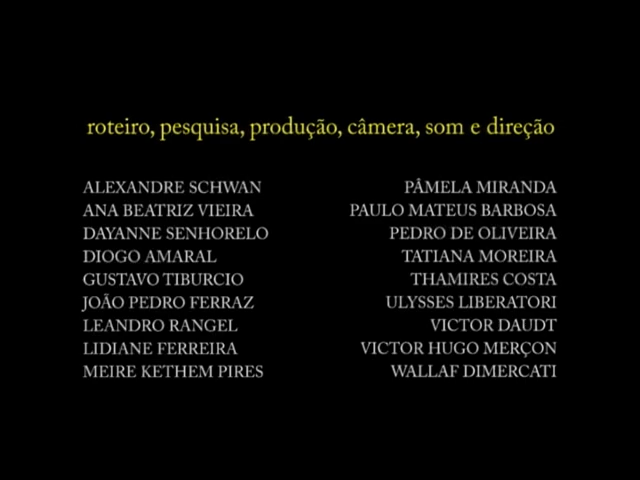 roteiro, pesquisa, produção, câmera, som e direção
ALEXANDRE SCHWAN
ANA BEATRIZ VIEIRA
DAYANNE SENHORELO
DIOGO AMARAL
GUSTAVO TIBURCIO
JOÃO PEDRO FERRAZ
LEANDRO RANGEL
LIDIANE FERREIRA
MEIRE KETHEM PIRES
PÂMELA MIRANDA
PAULO MATEUS BARBOSA
PEDRO DE OLIVEIRA
TATIANA MOREIRA
THAMIRES COSTA
ULYSSES LIBERATORI
VICTOR DAUDT
VICTOR HUGO MERÇON
WALLAF DIMERCATI